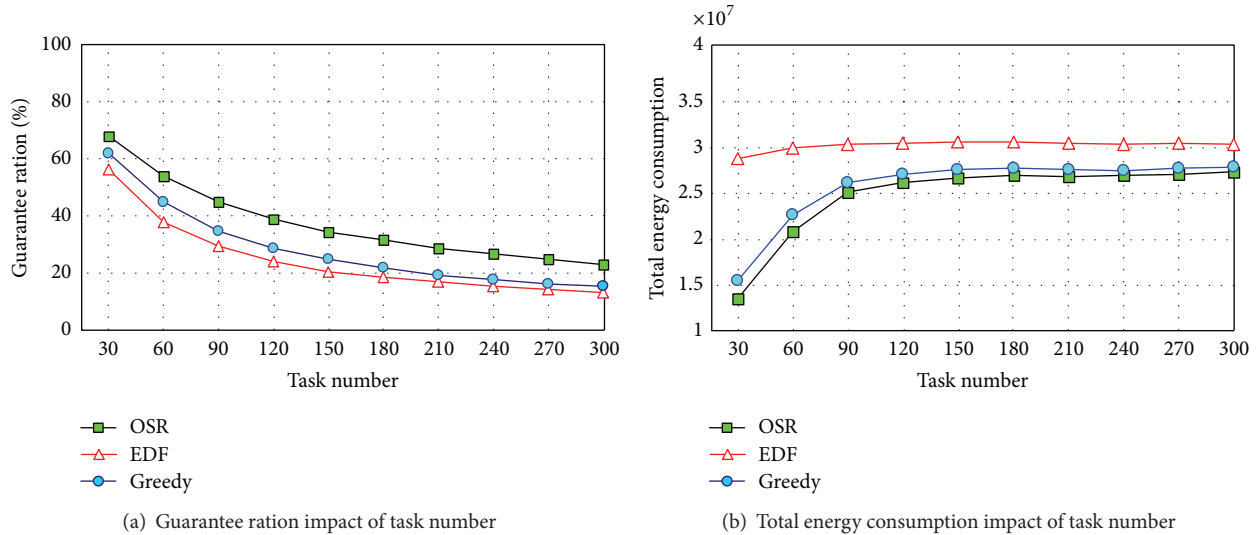 100
80
60
40
20
0
Guarantee ration (%)
30 60 90 120 150 180 210 240 270 300
Task number
OSR
EDF
Greedy
(a) Guarantee ration impact of task number
×10^7
4
3.5
3
2.5
2
1.5
1
Total energy consumption
30 60 90 120 150 180 210 240 270 300
Task number
OSR
EDF
Greedy
(b) Total energy consumption impact of task number